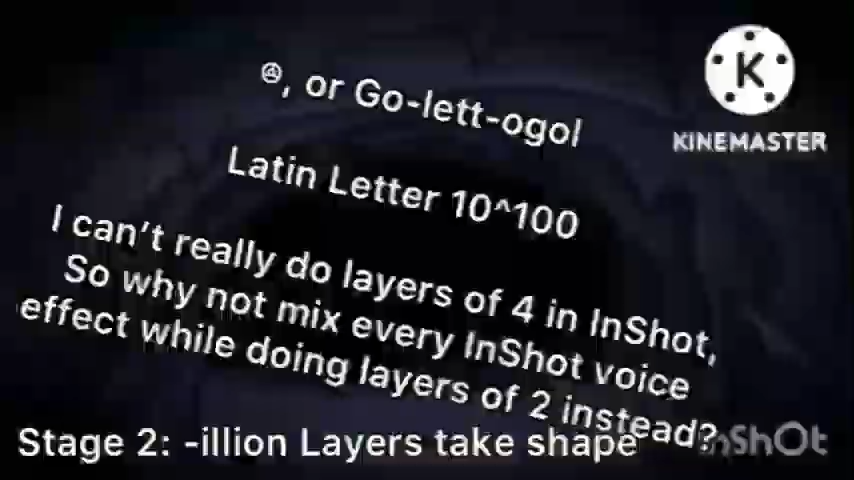 , or Go-lett-ogol
KINEMASTER
Latin Letter 10^100
I can't really do layers of 4 in InShot,
So why not mix every InShot voice
effect while doing layers of 2 instead?
Stage 2: -illion Layers take shape
InShOt